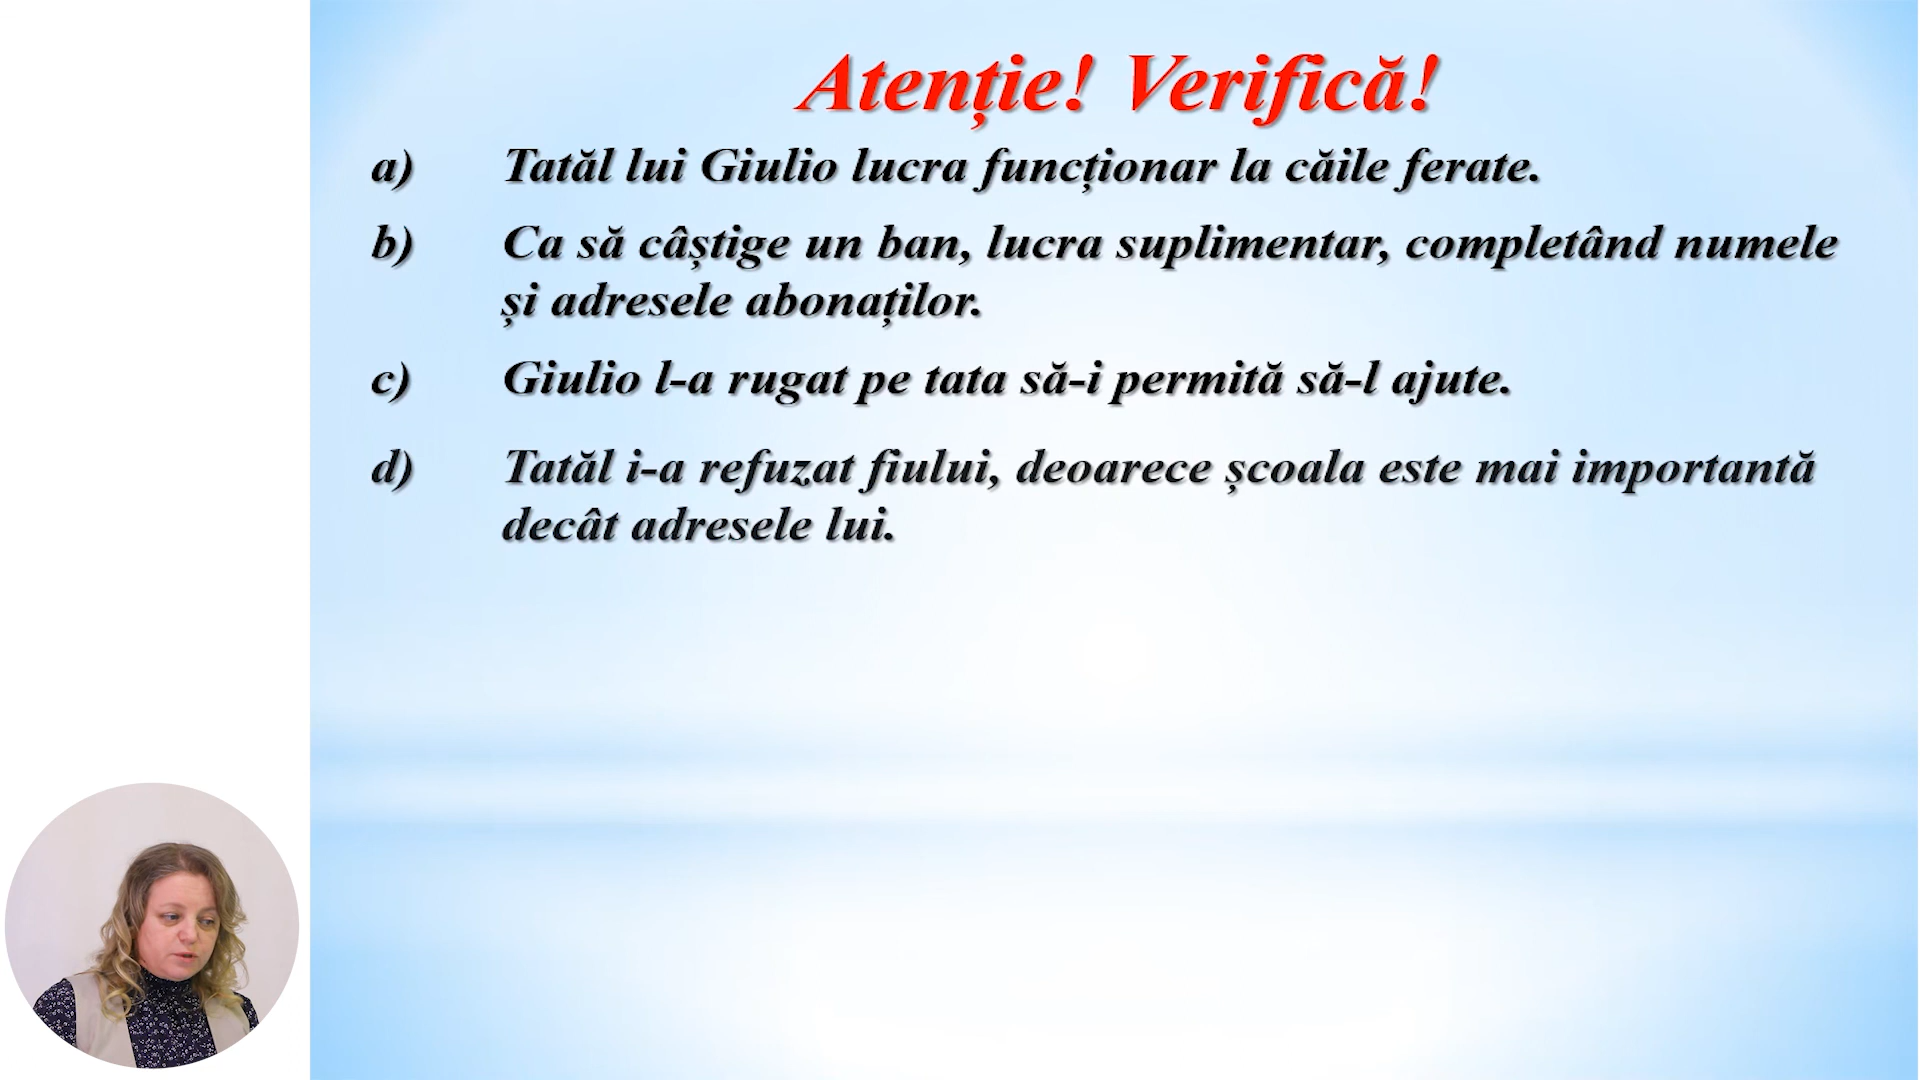 Atenție! Verifică!
a) Tatăl lui Giulio lucra funcționar la căile ferate.
b) Ca să câștige un ban, lucra suplimentar, completând numele
și adresele abonaților.
c) Giulio l-a rugat pe tata să-i permită să-l ajute.
d) Tatăl i-a refuzat fiului, deoarece școala este mai importantă
decât adresele lui.